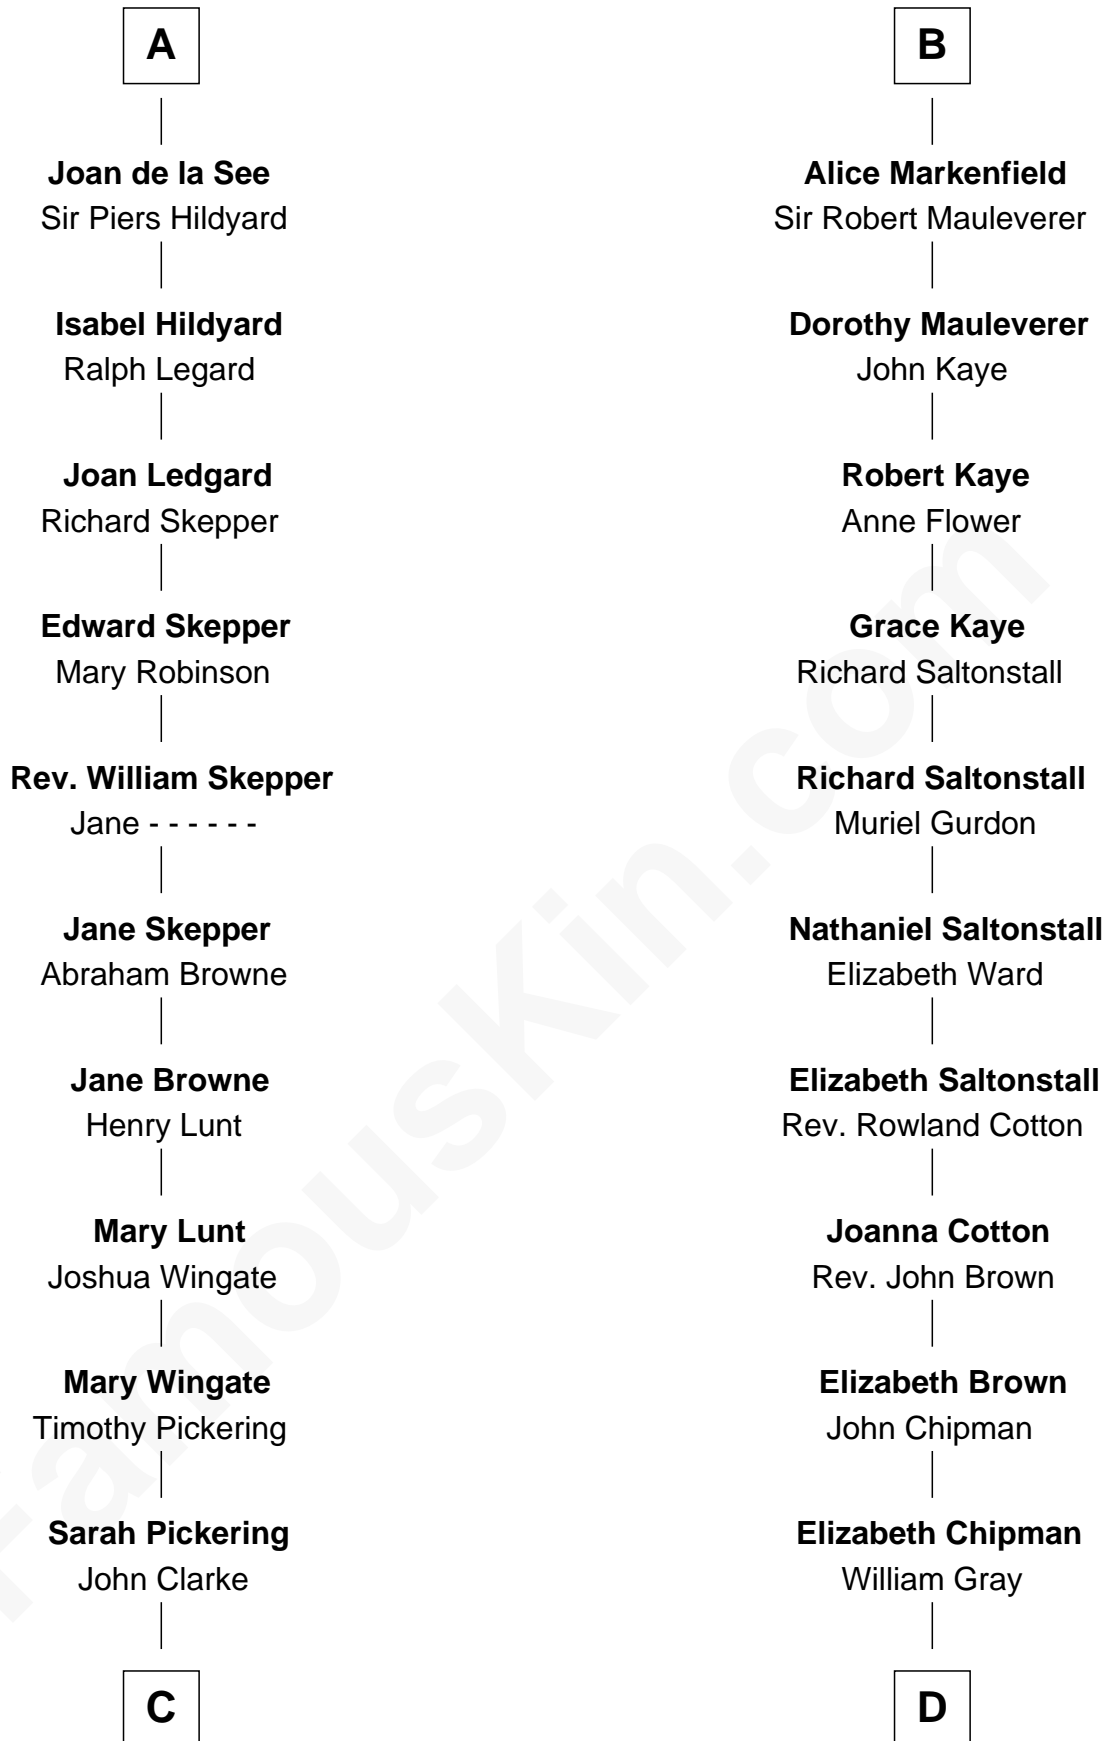 A
Joan de la See
Sir Piers Hildyard
Isabel Hildyard
Ralph Legard
Joan Ledgard
Richard Skepper
Edward Skepper
Mary Robinson
Rev. William Skepper
Jane - - - - - -
Jane Skepper
Abraham Browne
Jane Browne
Henry Lunt
Mary Lunt
Joshua Wingate
Mary Wingate
Timothy Pickering
Sarah Pickering
John Clarke
C
B
Alice Markenfield
Sir Robert Mauleverer
Dorothy Mauleverer
John Kaye
Robert Kaye
Anne Flower
Grace Kaye
Richard Saltonstall
Richard Saltonstall
Muriel Gurdon
Nathaniel Saltonstall
Elizabeth Ward
Elizabeth Saltonstall
Rev. Rowland Cotton
Joanna Cotton
Rev. John Brown
Elizabeth Brown
John Chipman
Elizabeth Chipman
William Gray
D
FamousKin.com